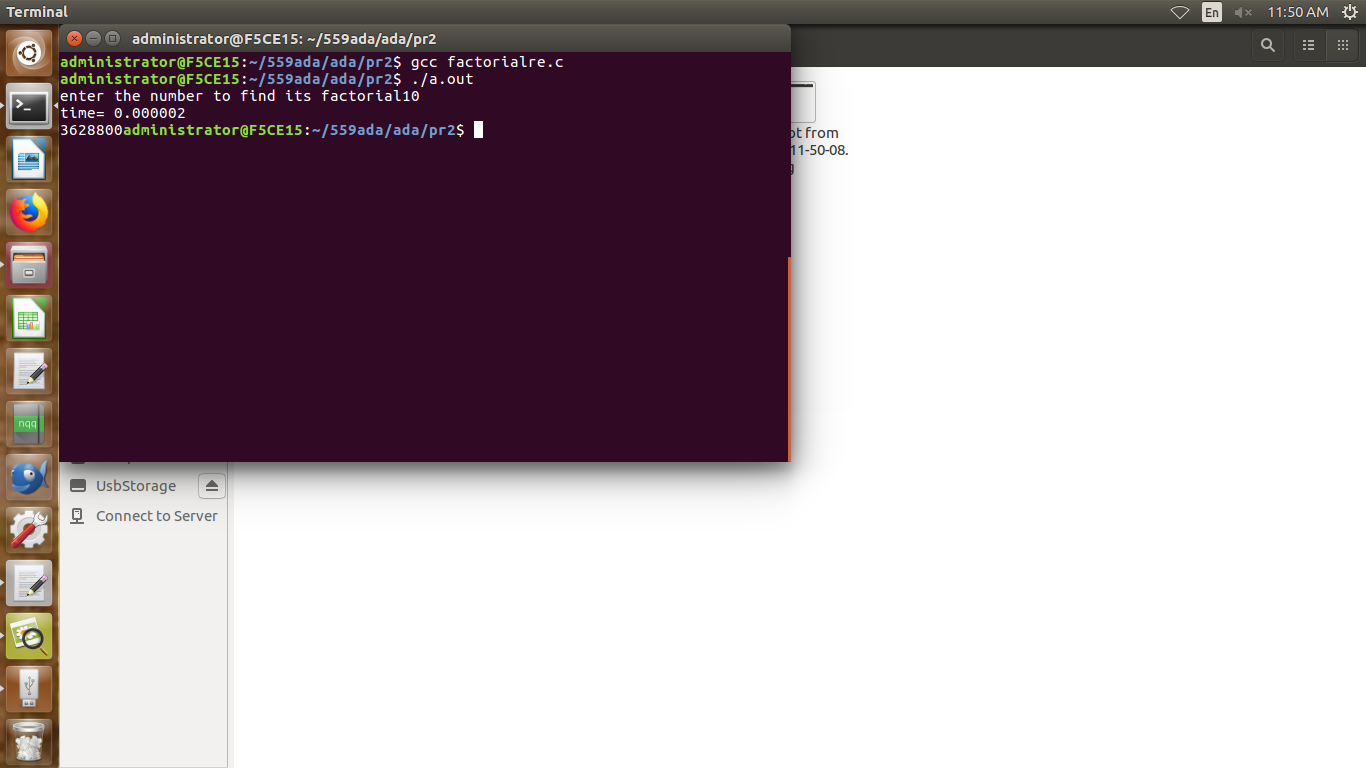 Terminal
En
11:50 AM
administrator@F5CE15: ~/559ada/ada/pr2
administrator@F5CE15:~/559ada/ada/pr2$ gcc factorialre.c
administrator@F5CE15:~/559ada/ada/pr2$ ./a.out
enter the number to find its factorial10
time= 0.000002
3628800administrator@F5CE15:~/559ada/ada/pr2$
from
11-50-08.
nqq
UsbStorage
Connect to Server